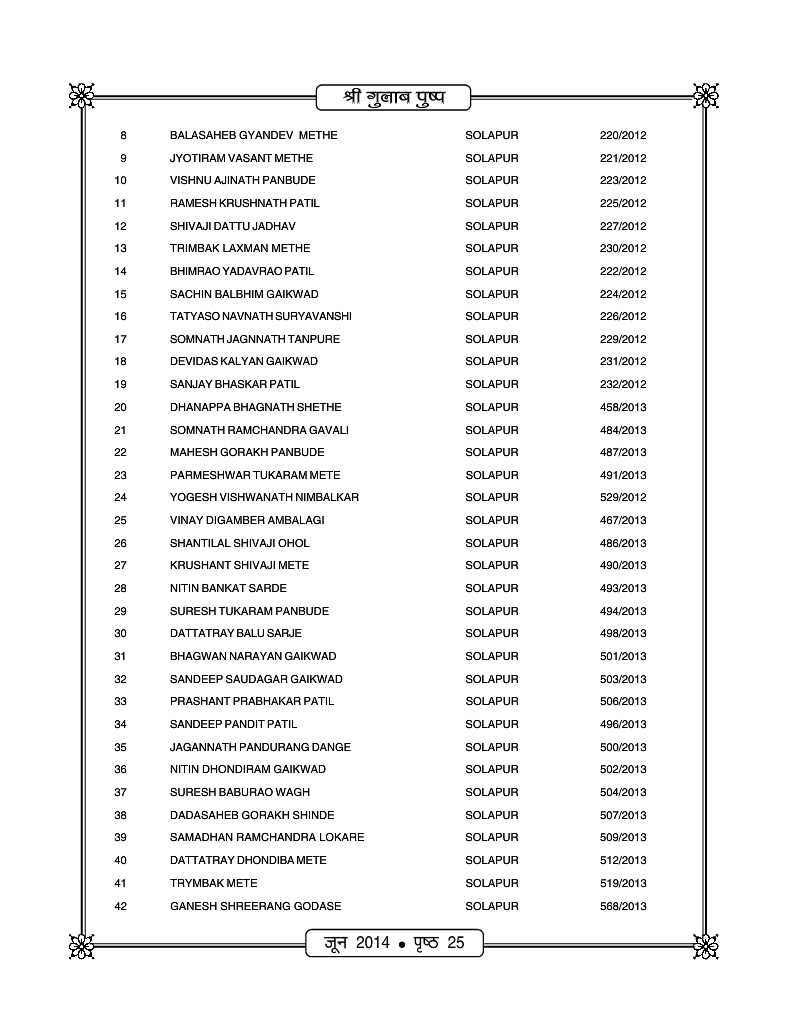 श्री गुलाब पुष्प
8 BALASAHEB GYANDEV METHE SOLAPUR 220/2012
9 JYOTIRAM VASANT METHE SOLAPUR 221/2012
10 VISHNU AJINATH PANBUDE SOLAPUR 223/2012
11 RAMESH KRUSHNATH PATIL SOLAPUR 225/2012
12 SHIVAJI DATTU JADHAV SOLAPUR 227/2012
13 TRIMBAK LAXMAN METHE SOLAPUR 230/2012
14 BHIMRAO YADAVRAO PATIL SOLAPUR 222/2012
15 SACHIN BALBHIM GAIKWAD SOLAPUR 224/2012
16 TATYASO NAVNATH SURYAVANSHI SOLAPUR 226/2012
17 SOMNATH JAGNNATH TANPURE SOLAPUR 229/2012
18 DEVIDAS KALYAN GAIKWAD SOLAPUR 231/2012
19 SANJAY BHASKAR PATIL SOLAPUR 232/2012
20 DHANAPPA BHAGNATH SHETHE SOLAPUR 458/2013
21 SOMNATH RAMCHANDRA GAVALI SOLAPUR 484/2013
22 MAHESH GORAKH PANBUDE SOLAPUR 487/2013
23 PARMESHWAR TUKARAM METE SOLAPUR 491/2013
24 YOGESH VISHWANATH NIMBALKAR SOLAPUR 529/2012
25 VINAY DIGAMBER AMBALAGI SOLAPUR 467/2013
26 SHANTILAL SHIVAJI OHOL SOLAPUR 486/2013
27 KRUSHANT SHIVAJI METE SOLAPUR 490/2013
28 NITIN BANKAT SARDE SOLAPUR 493/2013
29 SURESH TUKARAM PANBUDE SOLAPUR 494/2013
30 DATTATRAY BALU SARJE SOLAPUR 498/2013
31 BHAGWAN NARAYAN GAIKWAD SOLAPUR 501/2013
32 SANDEEP SAUDAGAR GAIKWAD SOLAPUR 503/2013
33 PRASHANT PRABHAKAR PATIL SOLAPUR 506/2013
34 SANDEEP PANDIT PATIL SOLAPUR 496/2013
35 JAGANNATH PANDURANG DANGE SOLAPUR 500/2013
36 NITIN DHONDIRAM GAIKWAD SOLAPUR 502/2013
37 SURESH BABURAO WAGH SOLAPUR 504/2013
38 DADASAHEB GORAKH SHINDE SOLAPUR 507/2013
39 SAMADHAN RAMCHANDRA LOKARE SOLAPUR 509/2013
40 DATTATRAY DHONDIBA METE SOLAPUR 512/2013
41 TRYMBAK METE SOLAPUR 519/2013
42 GANESH SHREERANG GODASE SOLAPUR 568/2013
जून 2014 ● पृष्ठ 25